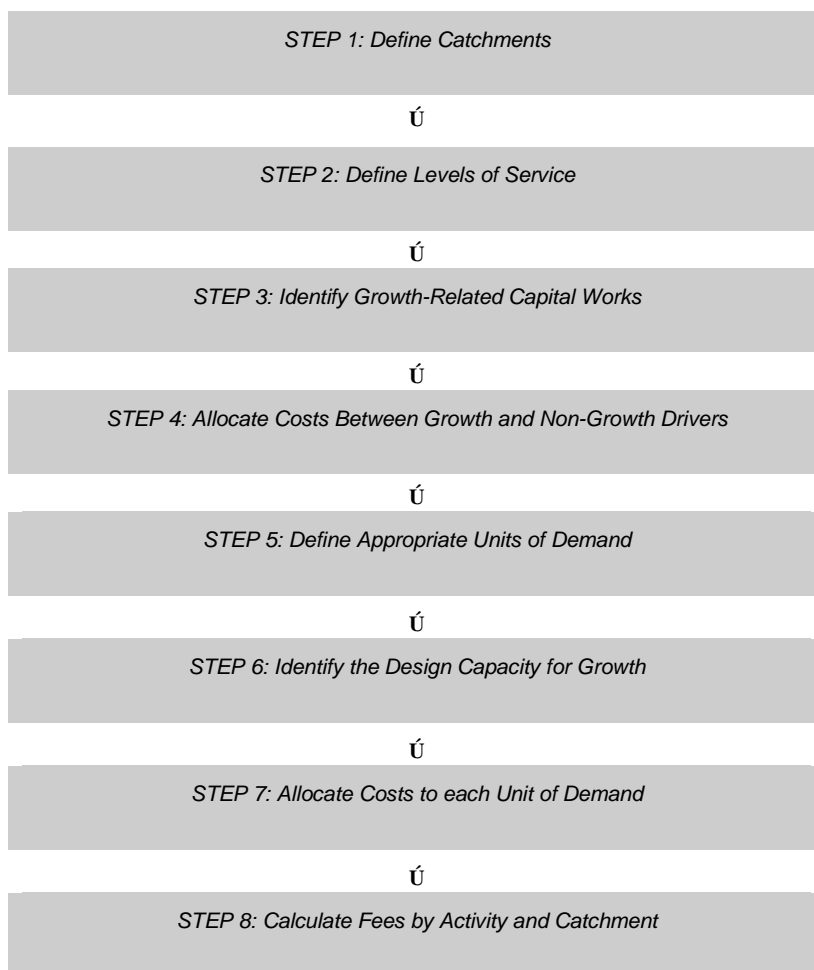 STEP 1: Define Catchments
Ú
STEP 2: Define Levels of Service
Ú
STEP 3: Identify Growth-Related Capital Works
Ú
STEP 4: Allocate Costs Between Growth and Non-Growth Drivers
Ú
STEP 5: Define Appropriate Units of Demand
Ú
STEP 6: Identify the Design Capacity for Growth
Ú
STEP 7: Allocate Costs to each Unit of Demand
Ú
STEP 8: Calculate Fees by Activity and Catchment